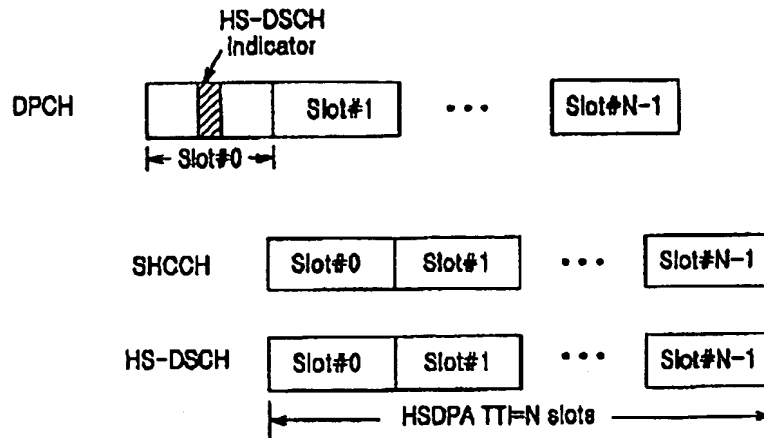 HS-DSCH
Indicator
DPCH Slot#1 ••• Slot#N-1
Slot#0
SHCCH Slot#0 Slot#1 ••• Slot#N-1
HS-DSCH Slot#0 Slot#1 ••• Slot#N-1
HSDPA TTI=N slots